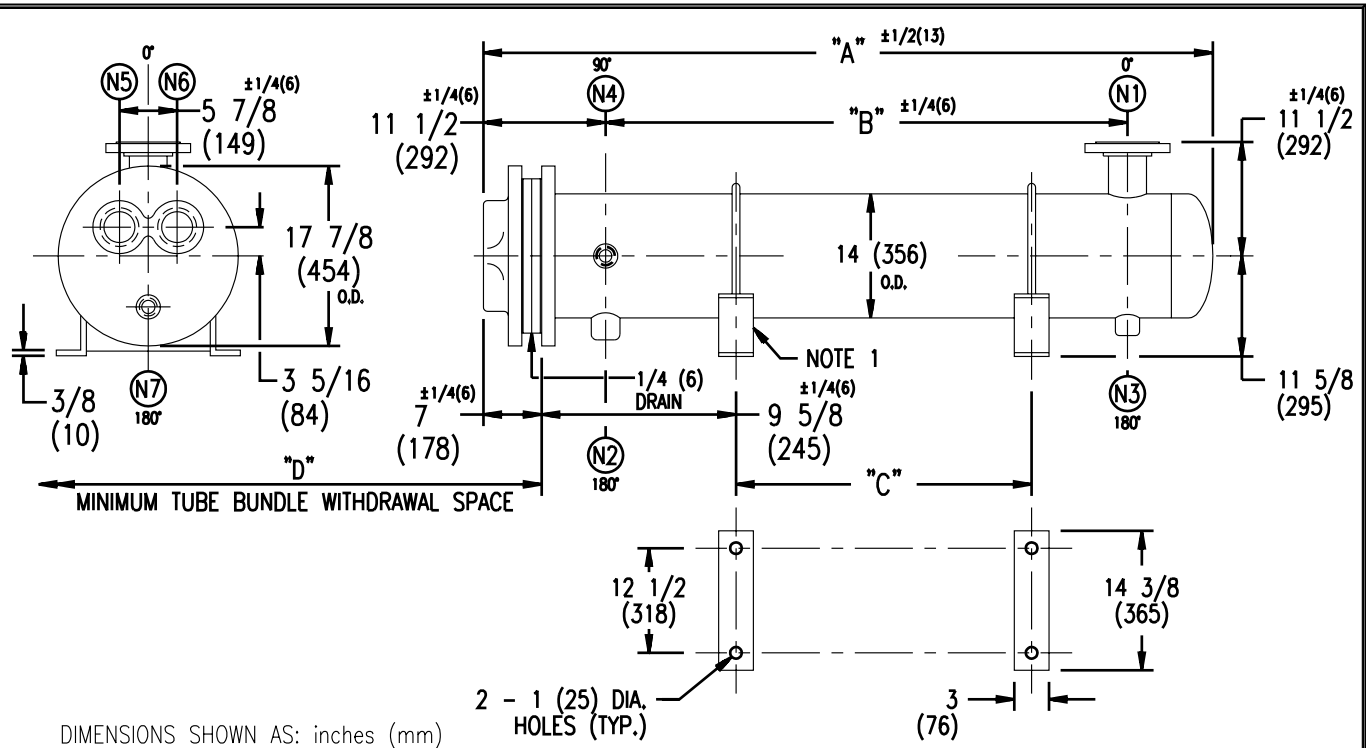 0°
N5
N6
±1/4(6)
5 7/8
(149)
17 7/8
(454)
O.D.
3 5/16
(84)
3/8
(10)
N7
180°
"A" ±1/2(13)
90°
N4
±1/4(6)
11 1/2
(292)
"B" ±1/4(6)
0°
N1
±1/4(6)
11 1/2
(292)
14 (356)
O.D.
NOTE 1
1/4 (6)
DRAIN
±1/4(6)
7
(178)
±1/4(6)
9 5/8
(245)
N2
180°
N3
180°
11 5/8
(295)
"D"
MINIMUM TUBE BUNDLE WITHDRAWAL SPACE
"C"
12 1/2
(318)
14 3/8
(365)
2 - 1 (25) DIA.
HOLES (TYP.)
3
(76)
DIMENSIONS SHOWN AS: inches (mm)